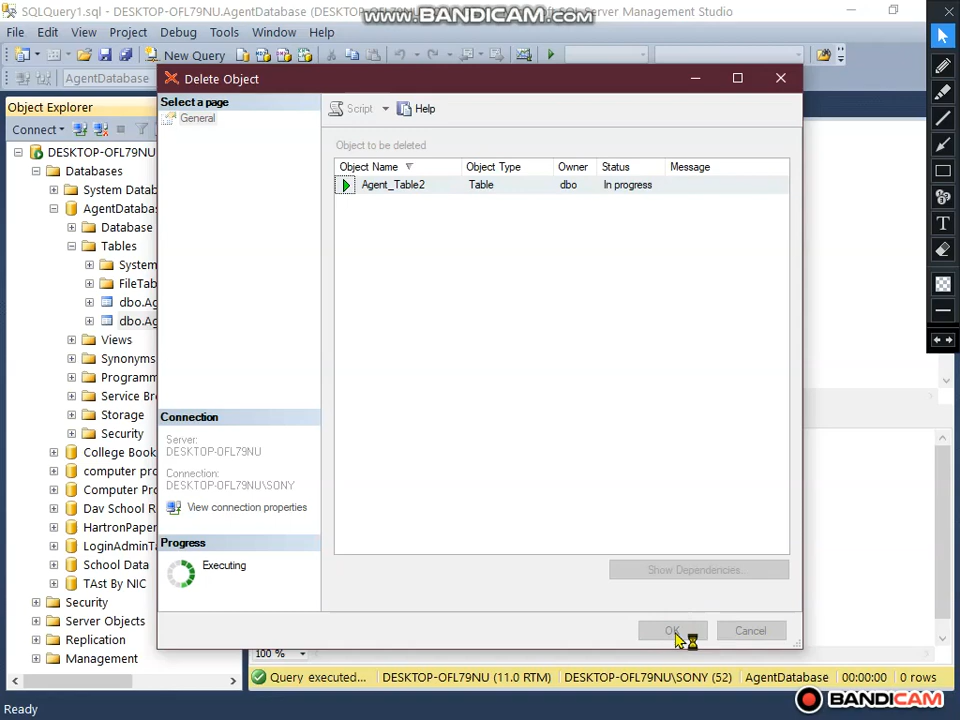 SQLQuery1.sql - DESKTOP-OFL79NU.AgentDatabase (DESKTOP-OFL
SQL Server Management Studio
www.BANDICAM.com
File Edit View Project Debug Tools Window Help
New Query
AgentDatabase
Object Explorer
Connect
DESKTOP-OFL79NU
Databases
System Datab
AgentDataba
Database
Tables
System
FileTab
dbo.Ag
dbo.Ag
Views
Synonyms
Programm
Service Br
Storage
Security
College Book
computer pro
Computer Pro
Dav School R
HartronPaper
LoginAdminTa
School Data
TAst By NIC
Security
Server Objects
Replication
Management
Delete Object
Select a page
General
Script Help
Object to be deleted
Object Name Object Type Owner Status Message
Agent_Table2 Table dbo In progress
Connection
Server:
DESKTOP-OFL79NU
Connection:
DESKTOP-OFL79NU\SONY
View connection properties
Progress
Executing
Show Dependencies...
OK Cancel
100 %
Query executed... DESKTOP-OFL79NU (11.0 RTM) DESKTOP-OFL79NU\SONY (52) AgentDatabase 00:00:00 0 rows
Ready
BANDICAM